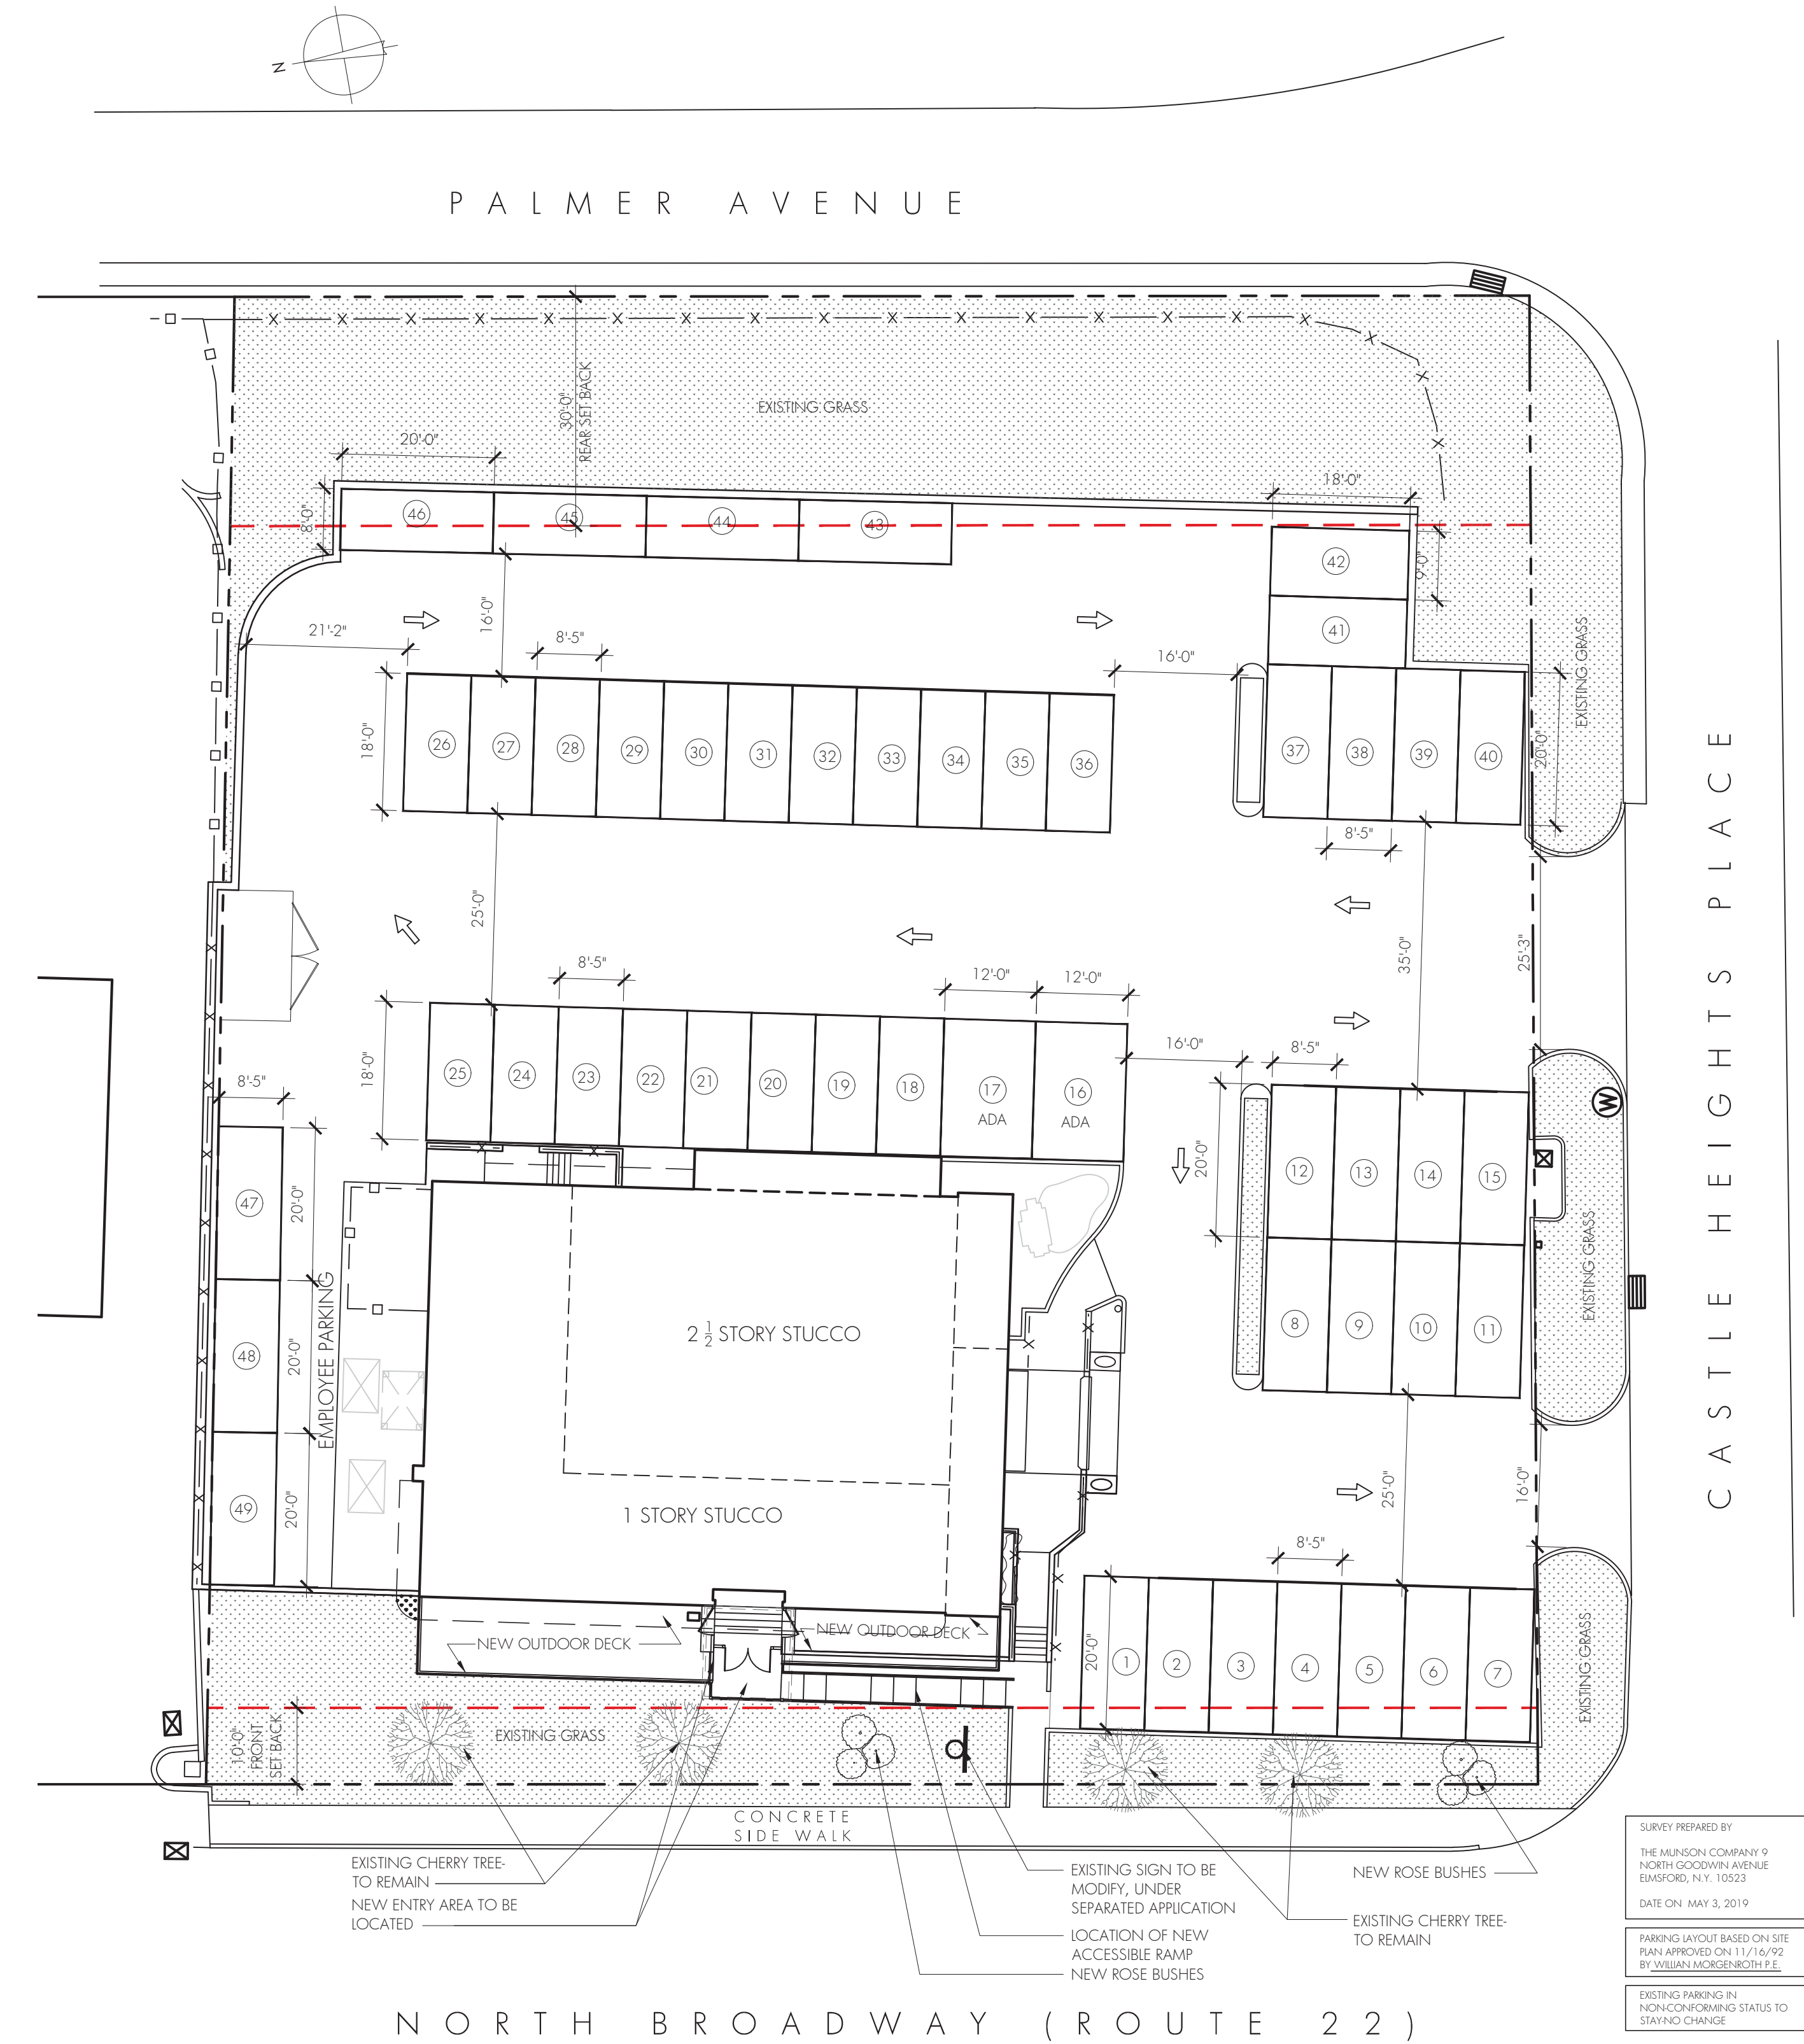 N
PALMER AVENUE
30'-0"
REAR SET BACK
EXISTING GRASS
20'-0"
18'-0"
8'-0"
46
45
44
43
42
9'-0"
41
16'-0"
21'-2"
8'-5"
16'-0"
EXISTING GRASS
18'-0"
26
27
28
29
30
31
32
33
34
35
36
37
38
39
40
20'-0"
8'-5"
CASTLE HEIGHTS PLACE
25'-0"
35'-0"
25'-3"
8'-5"
12'-0"
12'-0"
16'-0"
8'-5"
18'-0"
25
24
23
22
21
20
19
18
17
ADA
16
ADA
8'-5"
W
20'-0"
12
13
14
15
47
20'-0"
EXISTING GRASS
8
9
10
11
48
20'-0"
EMPLOYEE PARKING
2 1/2 STORY STUCCO
49
20'-0"
1 STORY STUCCO
25'-0"
16'-0"
8'-5"
NEW OUTDOOR DECK
NEW OUTDOOR DECK
20'-0"
1
2
3
4
5
6
7
EXISTING GRASS
10'-0"
FRONT
SET BACK
EXISTING GRASS
CONCRETE
SIDE WALK
EXISTING CHERRY TREE-
TO REMAIN
NEW ENTRY AREA TO BE
LOCATED
EXISTING SIGN TO BE
MODIFY, UNDER
SEPARATED APPLICATION
LOCATION OF NEW
ACCESSIBLE RAMP
NEW ROSE BUSHES
NEW ROSE BUSHES
EXISTING CHERRY TREE-
TO REMAIN
SURVEY PREPARED BY
THE MUNSON COMPANY 9
NORTH GOODWIN AVENUE
ELMSFORD, N.Y. 10523
DATE ON MAY 3, 2019
PARKING LAYOUT BASED ON SITE
PLAN APPROVED ON 11/16/92
BY WILLIAN MORGENROTH P.E.
EXISTING PARKING IN
NON-CONFORMING STATUS TO
STAY-NO CHANGE
NORTH BROADWAY (ROUTE 22)